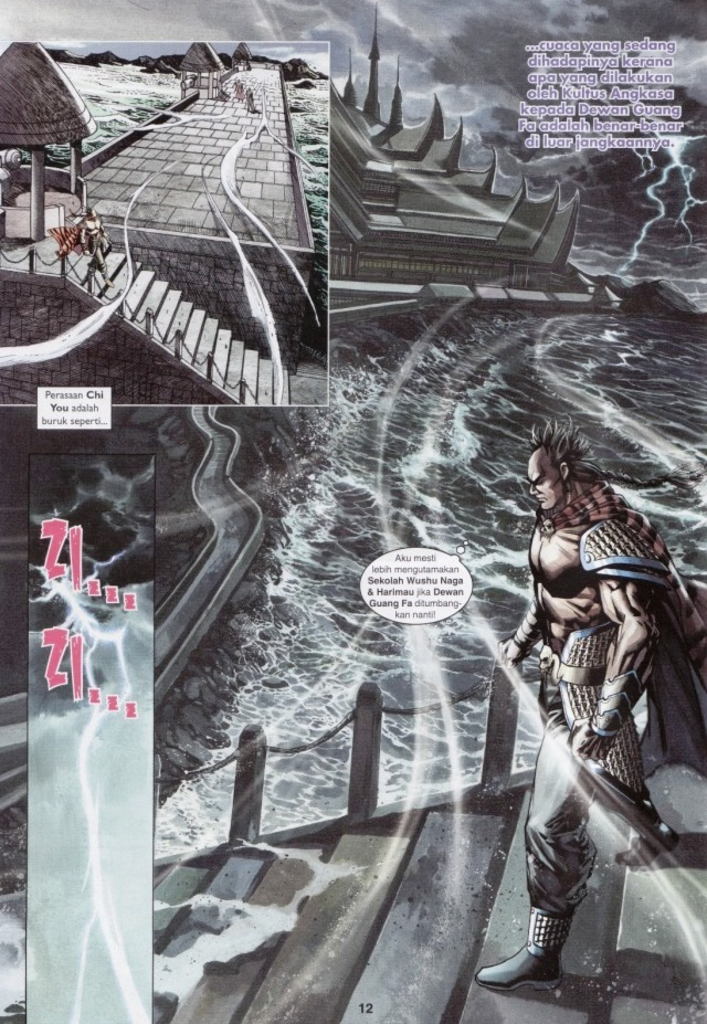 ...cuaca yang sedang
dihadapinya kerana
apa yang dilakukan
oleh Kultus Angkasa
kepada Dewan Guang
Fa adalah benar-benar
di luar jangkaannya.
Perasaan Chi
You adalah
buruk seperti...
ZI...ZZ
ZI...ZZ
Aku mesti
lebih mengutamakan
Sekolah Wushu Naga
& Harimau jika Dewan
Guang Fa ditumbang-
kan nanti!
12